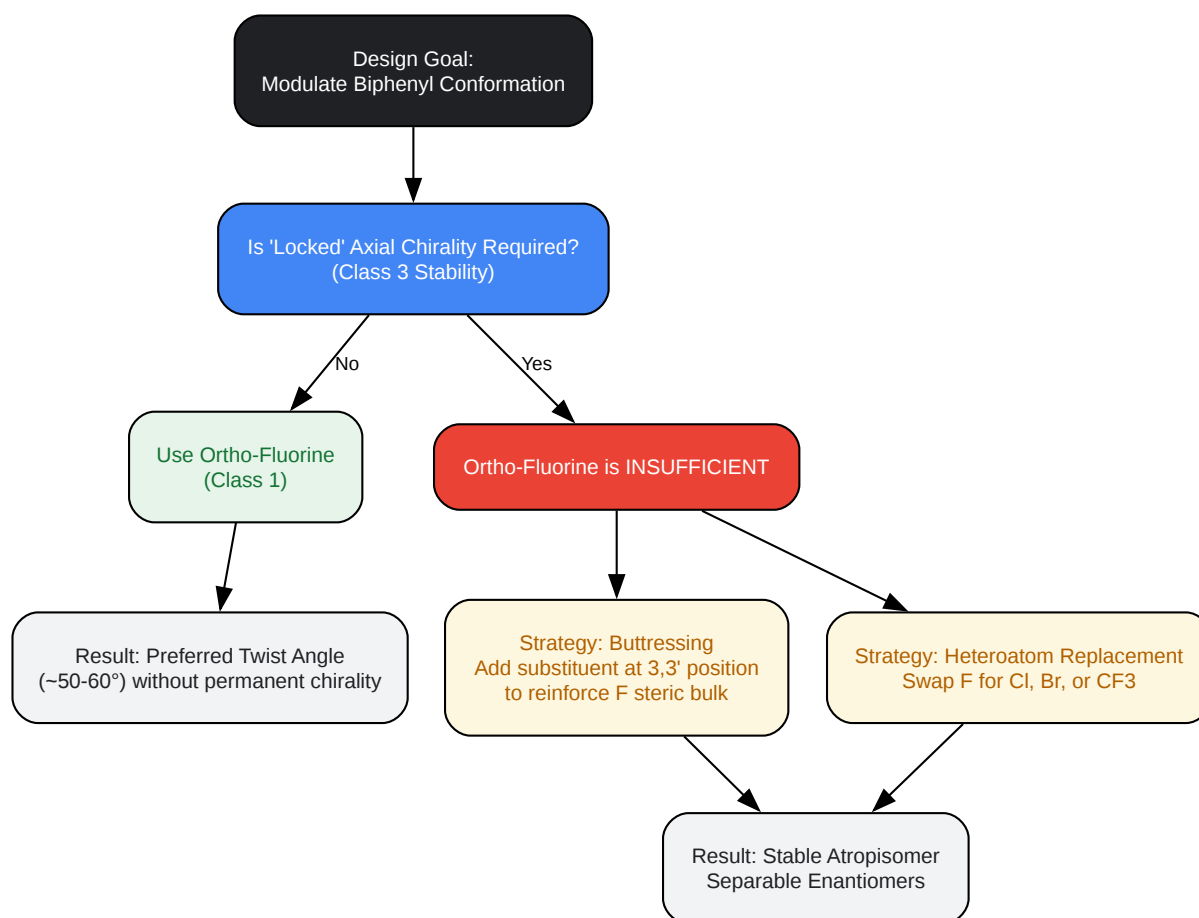 Design Goal:
Modulate Biphenyl Conformation
Is 'Locked' Axial Chirality Required?
(Class 3 Stability)
No
Yes
Use Ortho-Fluorine
(Class 1)
Ortho-Fluorine is INSUFFICIENT
Result: Preferred Twist Angle
(~50-60°) without permanent chirality
Strategy: Buttressing
Add substituent at 3,3' position
to reinforce F steric bulk
Strategy: Heteroatom Replacement
Swap F for Cl, Br, or CF3
Result: Stable Atropisomer
Separable Enantiomers